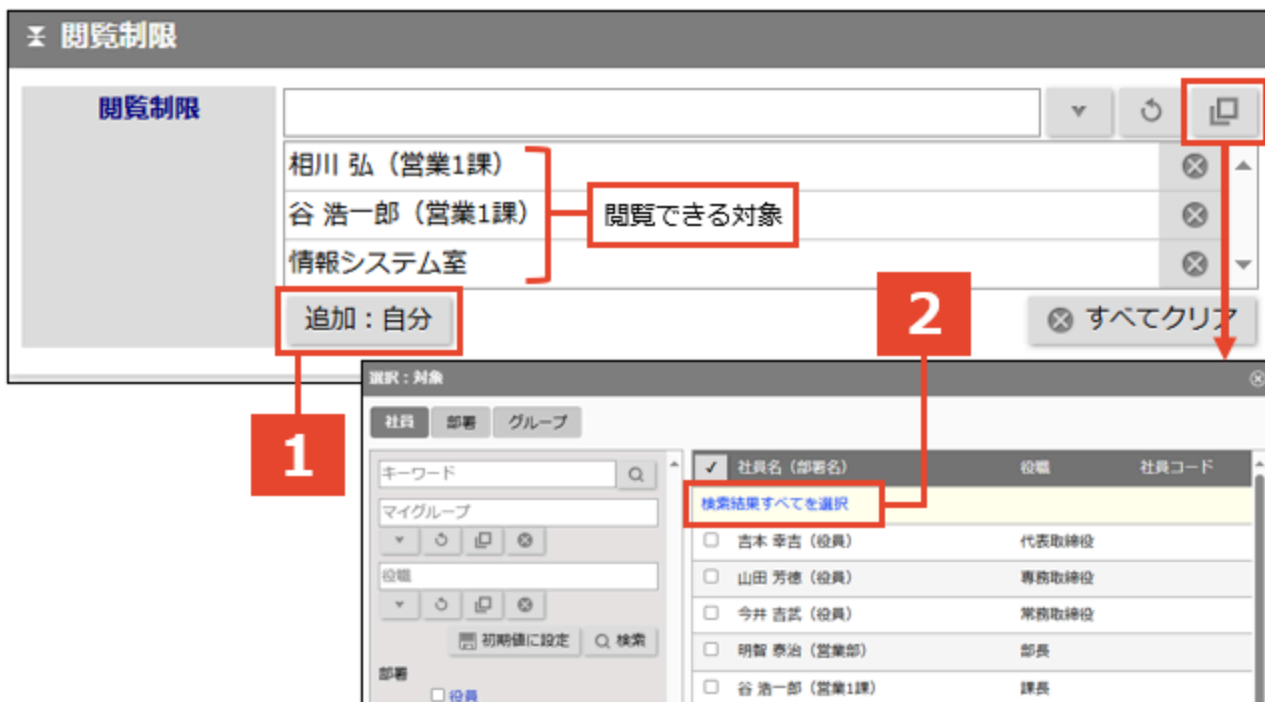 閲覧制限
閲覧制限
相川 弘（営業1課）
谷 浩一郎（営業1課）
閲覧できる対象
情報システム室
追加：自分
すべてクリア
2
1
選択：対象
社員 部署 グループ
キーワード
マイグループ
役職
初期値に設定 検索
部署
役員
社員名（部署名） 役職 社員コード
検索結果すべてを選択
吉本 幸吉（役員） 代表取締役
山田 芳徳（役員） 専務取締役
今井 吉武（役員） 常務取締役
明智 泰治（営業部） 部長
谷 浩一郎（営業1課） 課長